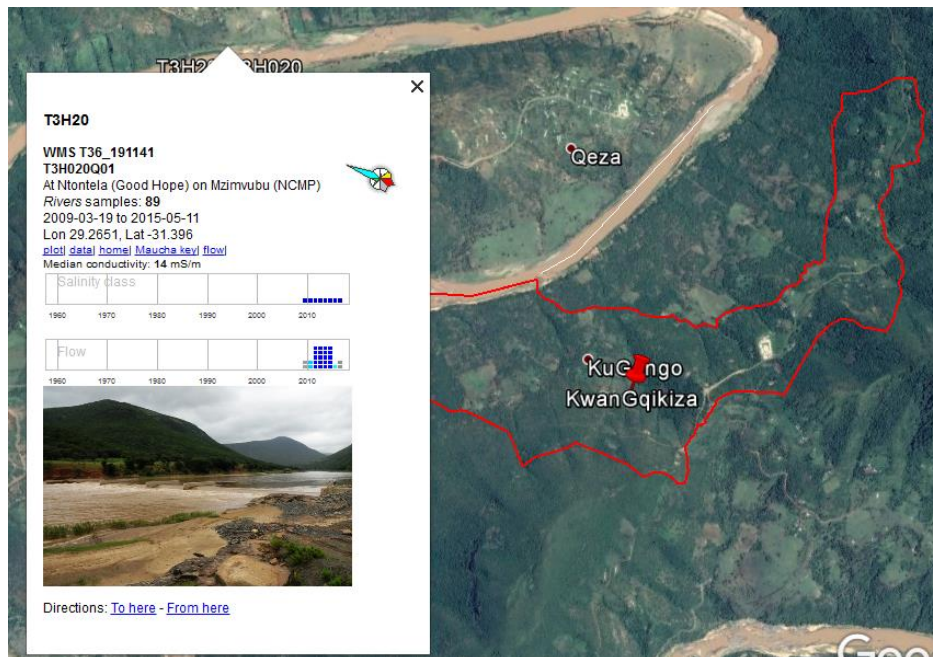 T3H20
WMS T36_191141
T3H020Q01
At Ntontela (Good Hope) on Mzimvubu (NCMP)
Rivers samples: 89
2009-03-19 to 2015-05-11
Lon 29.2651, Lat -31.396
plot| data| home| Maucha key| flow|
Median conductivity: 14 mS/m
Salinity class
1960 1970 1980 1990 2000 2010
Flow
1960 1970 1980 1990 2000 2010
Directions: To here - From here
Qeza
KwanGqikiza